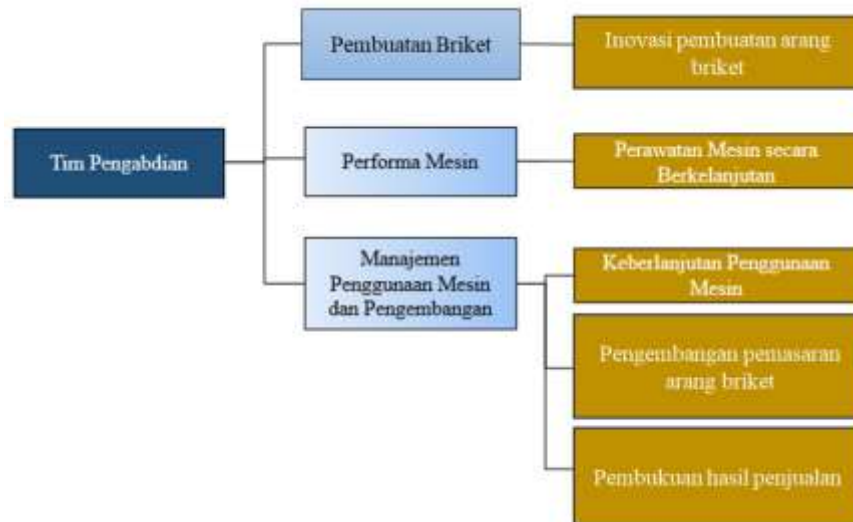 Pembuatan Briket
Inovasi pembuatan arang
briket
Tim Pengabdian
Performa Mesin
Perawatan Mesin secara
Berkelanjutan
Manajemen
Penggunaan Mesin
dan Pengembangan
Keberlanjutan Penggunaan
Mesin
Pengembangan pemasaran
arang briket
Pembukuan hasil penjualan